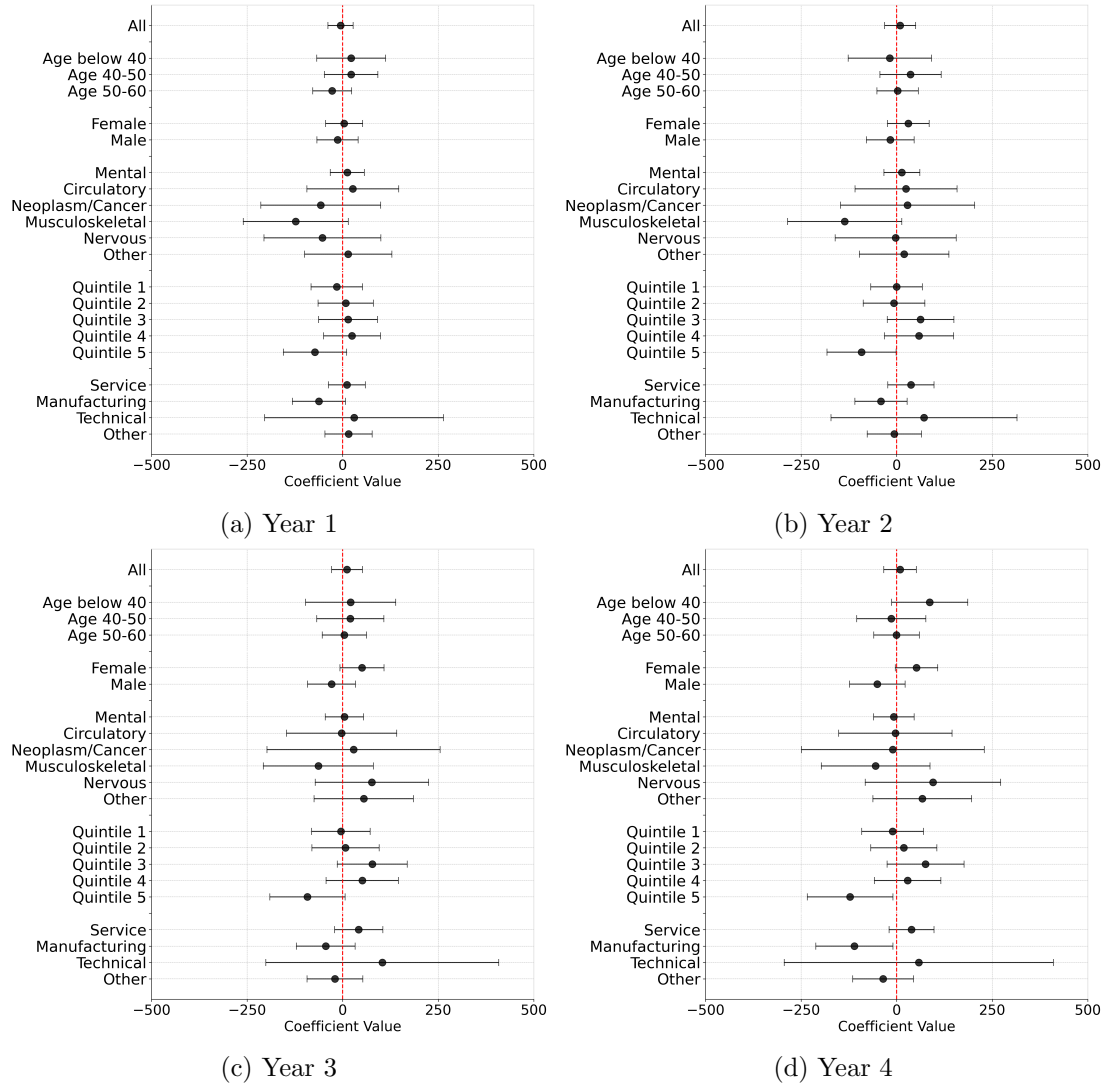 All
Age below 40
Age 40-50
Age 50-60
Female
Male
Mental
Circulatory
Neoplasm/Cancer
Musculoskeletal
Nervous
Other
Quintile 1
Quintile 2
Quintile 3
Quintile 4
Quintile 5
Service
Manufacturing
Technical
Other
−500 −250 0 250 500
Coefficient Value
(a) Year 1
All
Age below 40
Age 40-50
Age 50-60
Female
Male
Mental
Circulatory
Neoplasm/Cancer
Musculoskeletal
Nervous
Other
Quintile 1
Quintile 2
Quintile 3
Quintile 4
Quintile 5
Service
Manufacturing
Technical
Other
−500 −250 0 250 500
Coefficient Value
(b) Year 2
All
Age below 40
Age 40-50
Age 50-60
Female
Male
Mental
Circulatory
Neoplasm/Cancer
Musculoskeletal
Nervous
Other
Quintile 1
Quintile 2
Quintile 3
Quintile 4
Quintile 5
Service
Manufacturing
Technical
Other
−500 −250 0 250 500
Coefficient Value
(c) Year 3
All
Age below 40
Age 40-50
Age 50-60
Female
Male
Mental
Circulatory
Neoplasm/Cancer
Musculoskeletal
Nervous
Other
Quintile 1
Quintile 2
Quintile 3
Quintile 4
Quintile 5
Service
Manufacturing
Technical
Other
−500 −250 0 250 500
Coefficient Value
(d) Year 4